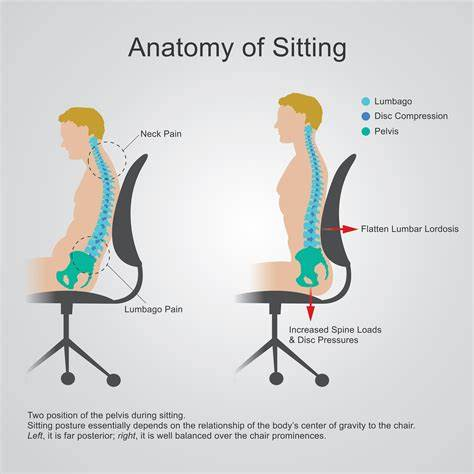 Anatomy of Sitting
Lumbago
Disc Compression
Pelvis
Neck Pain
Flatten Lumbar Lordosis
Lumbago Pain
Increased Spine Loads
& Disc Pressures
Two position of the pelvis during sitting.
Sitting posture essentially depends on the relationship of the body's center of gravity to the chair.
Left, it is far posterior; right, it is well balanced over the chair prominences.